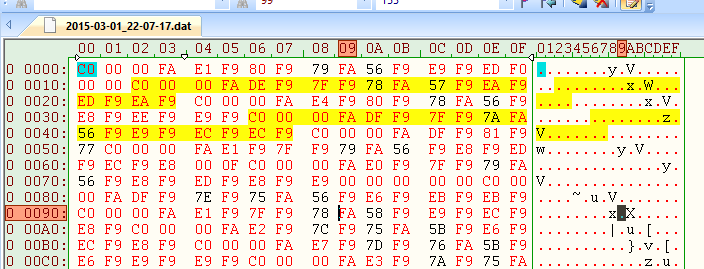 99 153
2015-03-01_22-07-17.dat
00 01 02 03 04 05 06 07 08 09 0A 0B 0C 0D 0E 0F 0123456789ABCDEF
0 0000: C0 00 00 FA E1 F9 80 F9 79 FA 56 F9 E9 F9 ED F0 ........y.V.....
0 0010: 00 00 C0 00 00 FA DE F9 7F F9 78 FA 57 F9 EA F9 ..........x.W...
0 0020: ED F9 EA F9 C0 00 00 FA E4 F9 80 F9 78 FA 56 F9 ............x.V.
0 0030: E8 F9 EE F9 E9 F9 C0 00 00 FA DF F9 7F F9 7A FA ..............z.
0 0040: 56 F9 E9 F9 EC F9 EC F9 C0 00 00 FA DF F9 81 F9 V...............
0 0050: 77 C0 00 00 FA E1 F9 7F F9 79 FA 56 F9 E8 F9 ED w........y.V....
0 0060: F9 EC F9 E8 00 0F C0 00 00 FA E0 F9 7F F9 79 FA ..............y.
0 0070: 56 F9 E8 F9 ED F9 E8 F9 E9 00 00 00 00 00 C0 00 V...............
0 0080: 00 FA DF F9 7E F9 75 FA 56 F9 E6 F9 EB F9 EB F9 ....~.u.V.......
0 0090: C0 00 00 FA E1 F9 7F F9 78 FA 58 F9 E9 F9 EC F9 ........x.X.....
0 00A0: E8 F9 C0 00 00 FA E2 F9 7C F9 75 FA 5B F9 E6 F9 ........|.u.[...
0 00B0: EC F9 E8 F9 C0 00 00 FA E7 F9 7D F9 76 FA 5B F9 ..........}.v.[.
0 00C0: E6 F9 E9 F9 E9 F9 C0 00 00 FA E3 F9 7A F9 75 FA ............z.u.